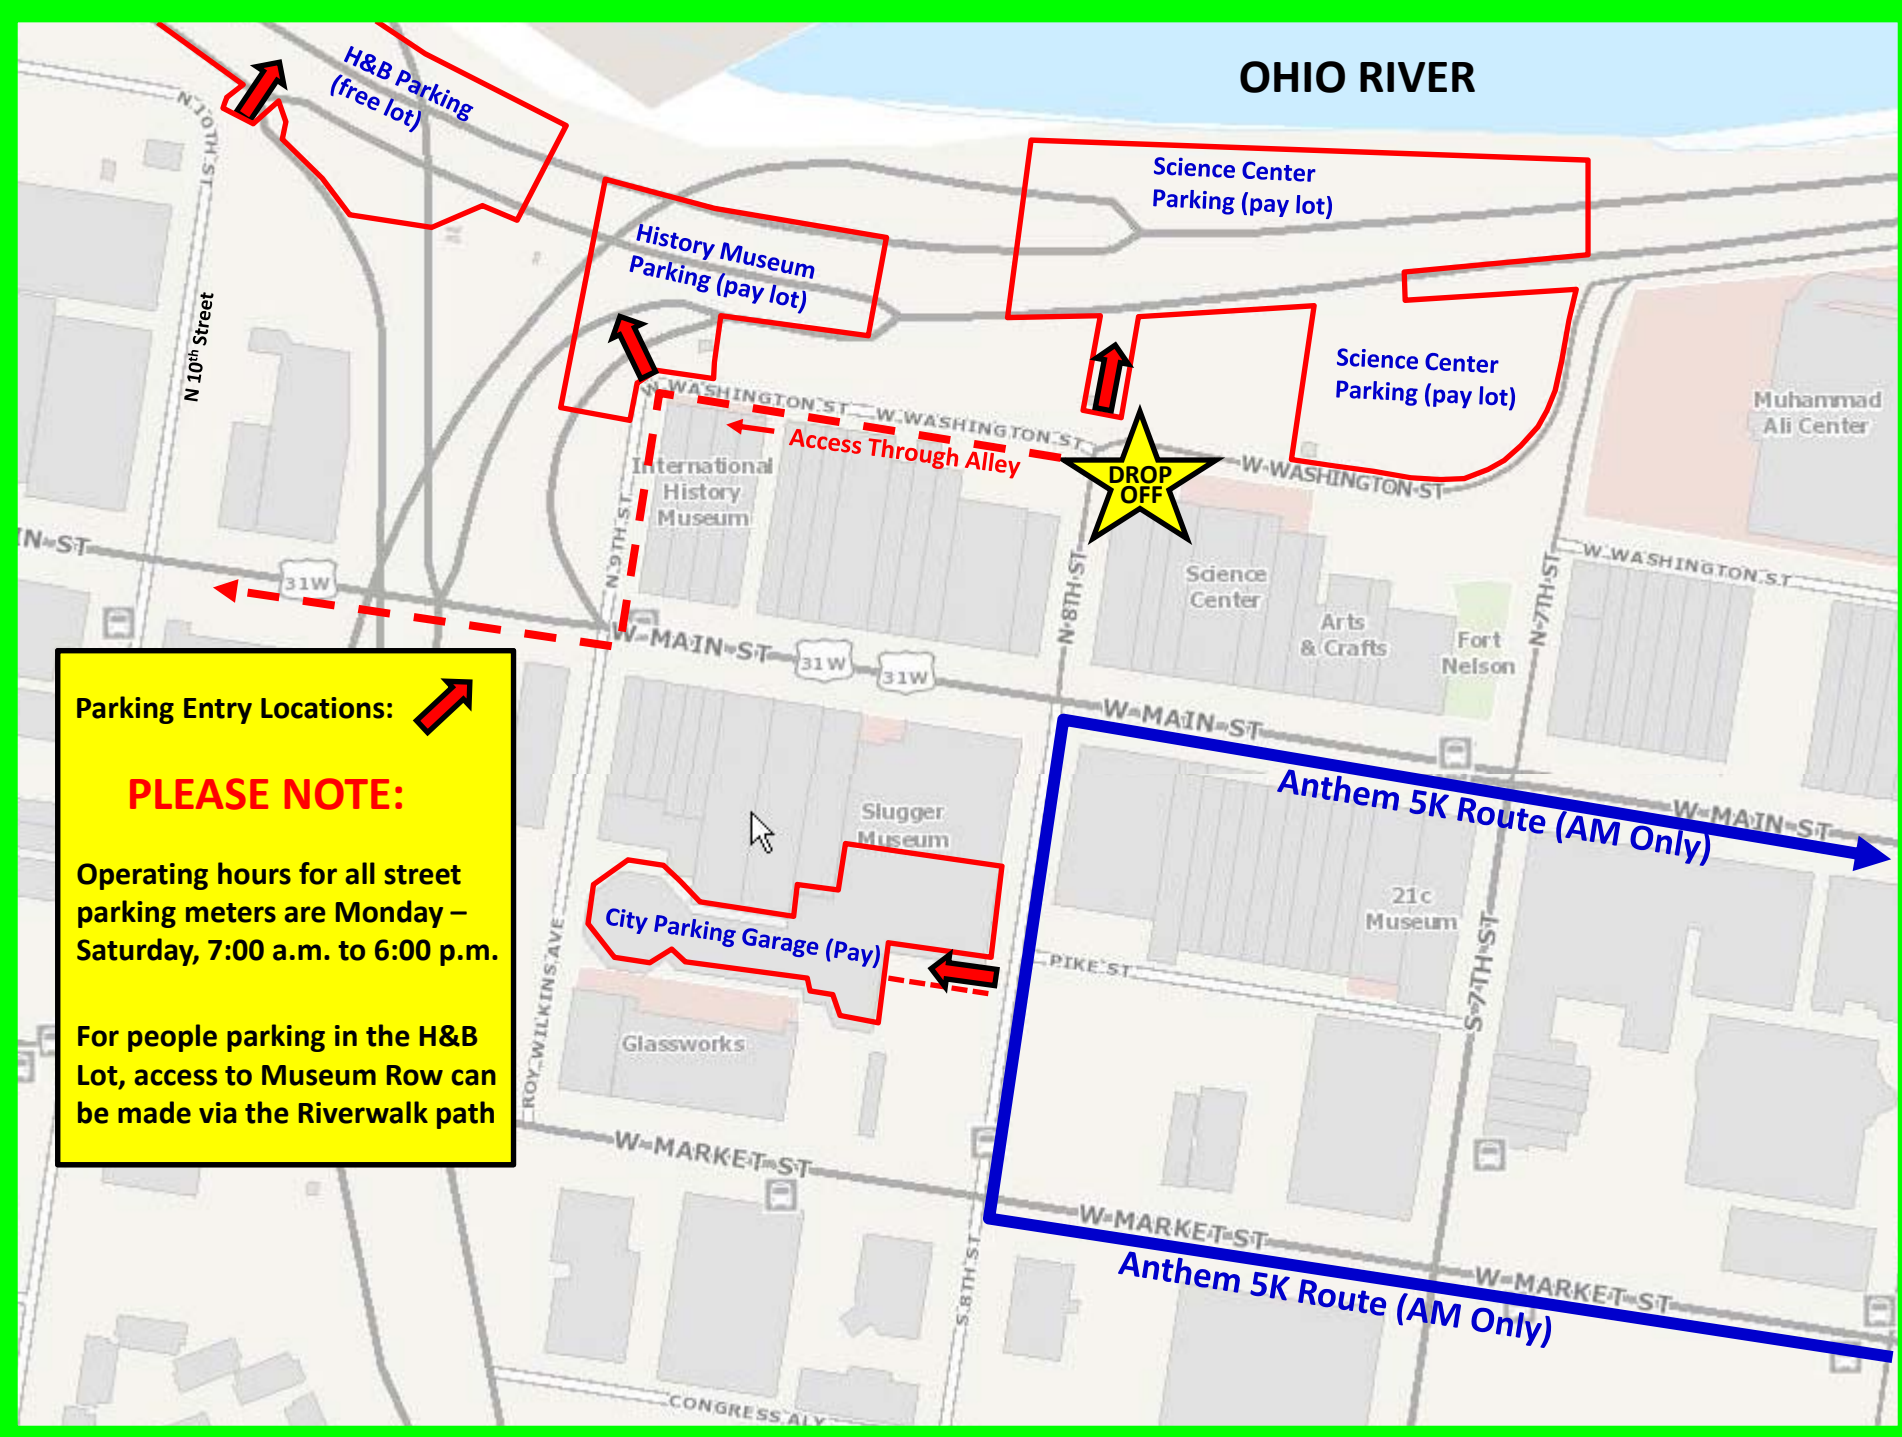 OHIO RIVER
H&B Parking
(free lot)
Science Center
Parking (pay lot)
N 10TH ST
History Museum
Parking (pay lot)
N 10th Street
Science Center
Parking (pay lot)
Muhammad
Ali Center
W WASHINGTON ST
W WASHINGTON ST
Access Through Alley
DROP
OFF
W WASHINGTON ST
International
History
Museum
N 9TH ST
IN ST
31W
W WASHINGTON ST
N 8TH ST
Science
Center
Arts
& Crafts
Fort
Nelson
N 7TH ST
W MAIN ST
31W
31W
W MAIN ST
Anthem 5K Route (AM Only)
W MAIN ST
Parking Entry Locations:
PLEASE NOTE:
Operating hours for all street
parking meters are Monday –
Saturday, 7:00 a.m. to 6:00 p.m.
For people parking in the H&B
Lot, access to Museum Row can
be made via the Riverwalk path
Slugger
Museum
City Parking Garage (Pay)
21c
Museum
PIKE ST
S 7TH ST
ROY WILKINS AVE
Glassworks
W MARKET ST
W MARKET ST
W MARKET ST
Anthem 5K Route (AM Only)
S 8TH ST
CONGRESS ALY